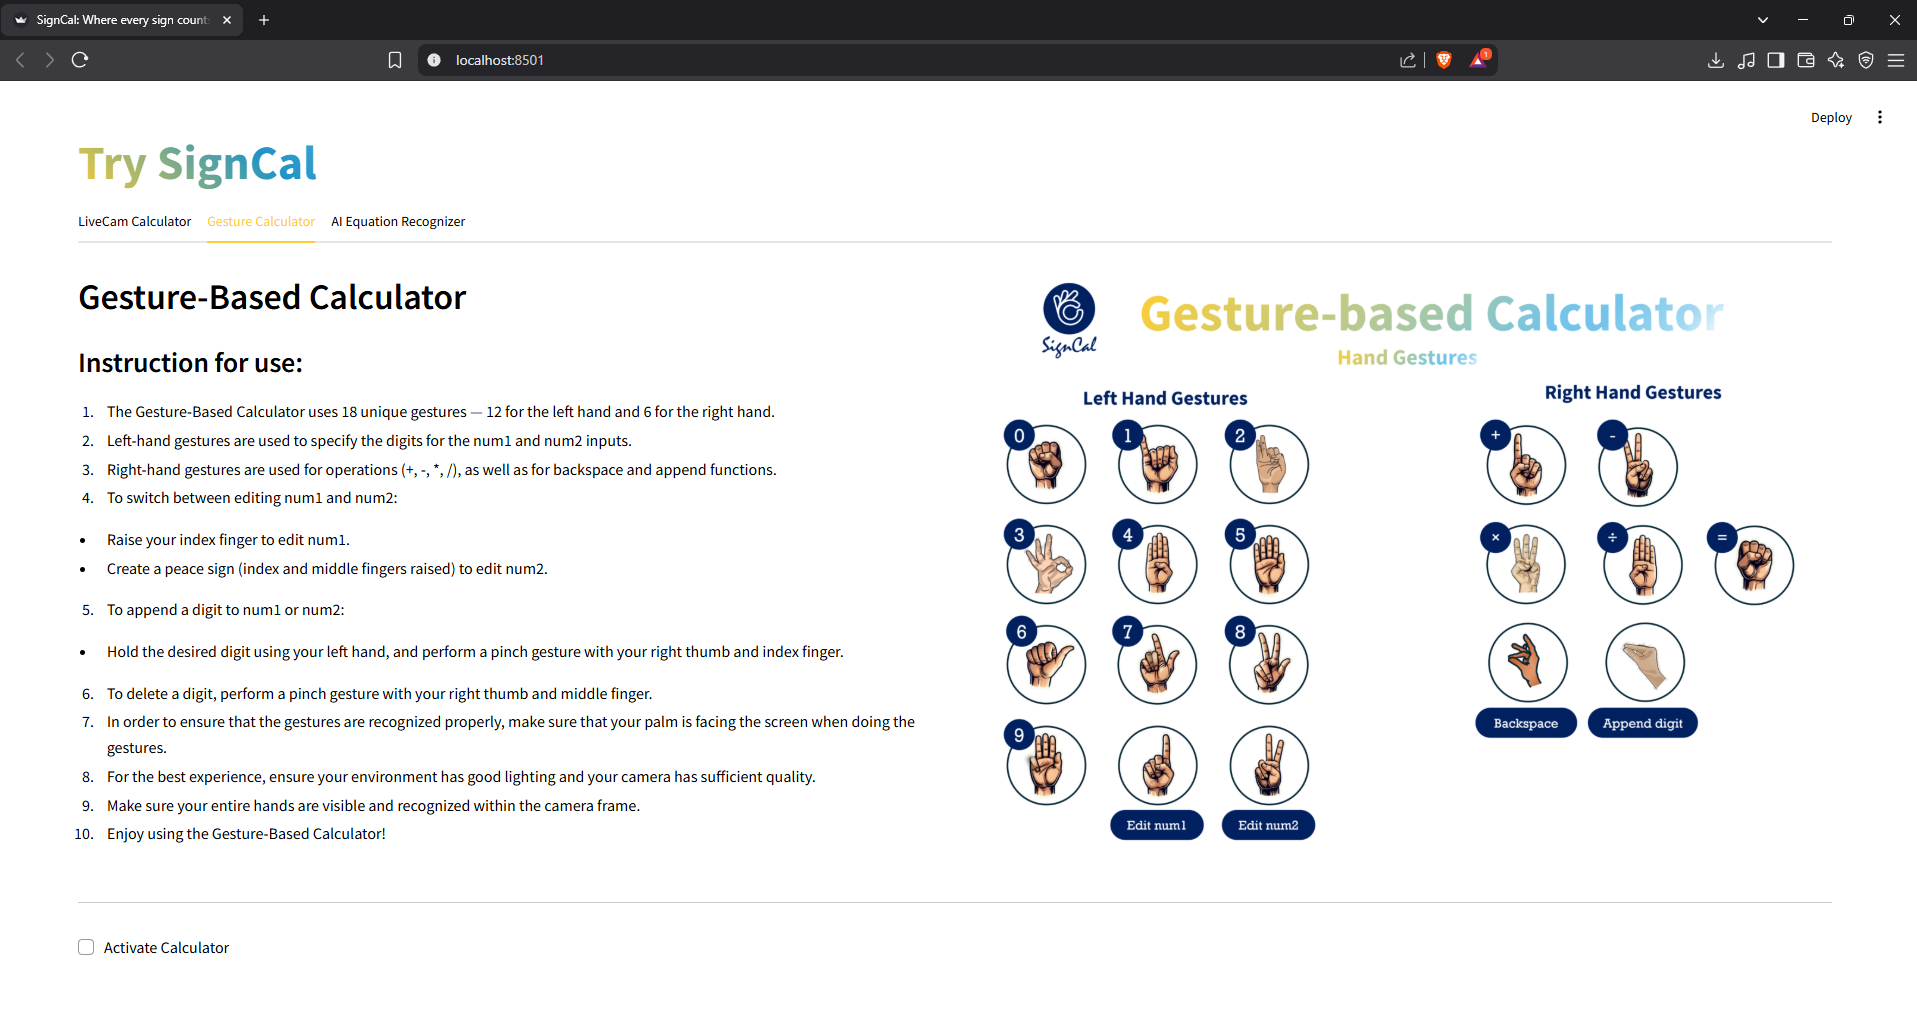 SignCal: Where every sign count
localhost:8501
1
Deploy
Try SignCal
LiveCam Calculator
Gesture Calculator
AI Equation Recognizer
Gesture-Based Calculator
Instruction for use:
1. The Gesture-Based Calculator uses 18 unique gestures — 12 for the left hand and 6 for the right hand.
2. Left-hand gestures are used to specify the digits for the num1 and num2 inputs.
3. Right-hand gestures are used for operations (+, -, *, /), as well as for backspace and append functions.
4. To switch between editing num1 and num2:
• Raise your index finger to edit num1.
• Create a peace sign (index and middle fingers raised) to edit num2.
5. To append a digit to num1 or num2:
• Hold the desired digit using your left hand, and perform a pinch gesture with your right thumb and index finger.
6. To delete a digit, perform a pinch gesture with your right thumb and middle finger.
7. In order to ensure that the gestures are recognized properly, make sure that your palm is facing the screen when doing the
gestures.
8. For the best experience, ensure your environment has good lighting and your camera has sufficient quality.
9. Make sure your entire hands are visible and recognized within the camera frame.
10. Enjoy using the Gesture-Based Calculator!
SignCal
Gesture-based Calculator
Hand Gestures
Left Hand Gestures
0 1 2
3 4 5
6 7 8
9
Edit num1
Edit num2
Right Hand Gestures
+ -
× ÷ =
Backspace
Append digit
Activate Calculator